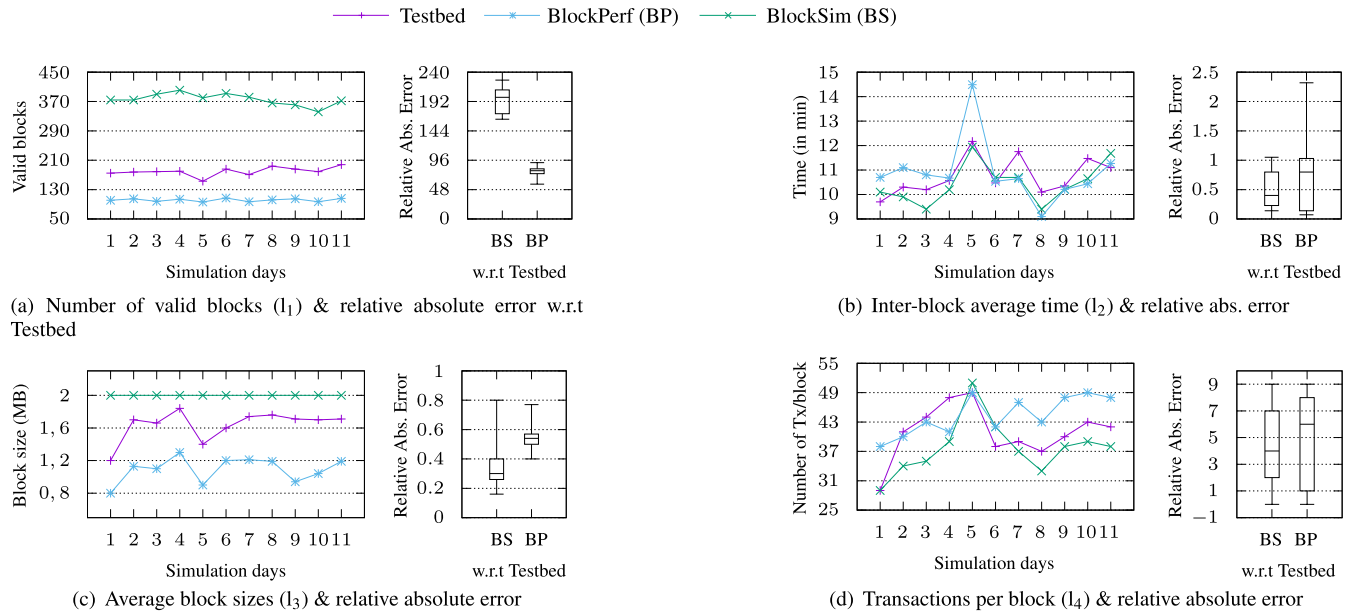 Testbed BlockPerf (BP) BlockSim (BS)
450
370
290
210
130
50
Valid blocks
1 2 3 4 5 6 7 8 9 10 11
Simulation days
240
192
144
96
48
0
Relative Abs. Error
BS BP
w.r.t Testbed
(a) Number of valid blocks (l₁) & relative absolute error w.r.t
Testbed
15
14
13
12
11
10
9
Time (in min)
1 2 3 4 5 6 7 8 9 10 11
Simulation days
2.5
2
1.5
1
0.5
0
Relative Abs. Error
BS BP
w.r.t Testbed
(b) Inter-block average time (l₂) & relative abs. error
2
1,6
1.2
0,8
Block size (MB)
1 2 3 4 5 6 7 8 9 10 11
Simulation days
1
0.8
0.6
0.4
0.2
0
Relative Abs. Error
BS BP
w.r.t Testbed
(c) Average block sizes (l₃) & relative absolute error
55
49
43
37
31
25
Number of Tx/block
1 2 3 4 5 6 7 8 9 10 11
Simulation days
9
7
5
3
1
−1
Relative Abs. Error
BS BP
w.r.t Testbed
(d) Transactions per block (l₄) & relative absolute error